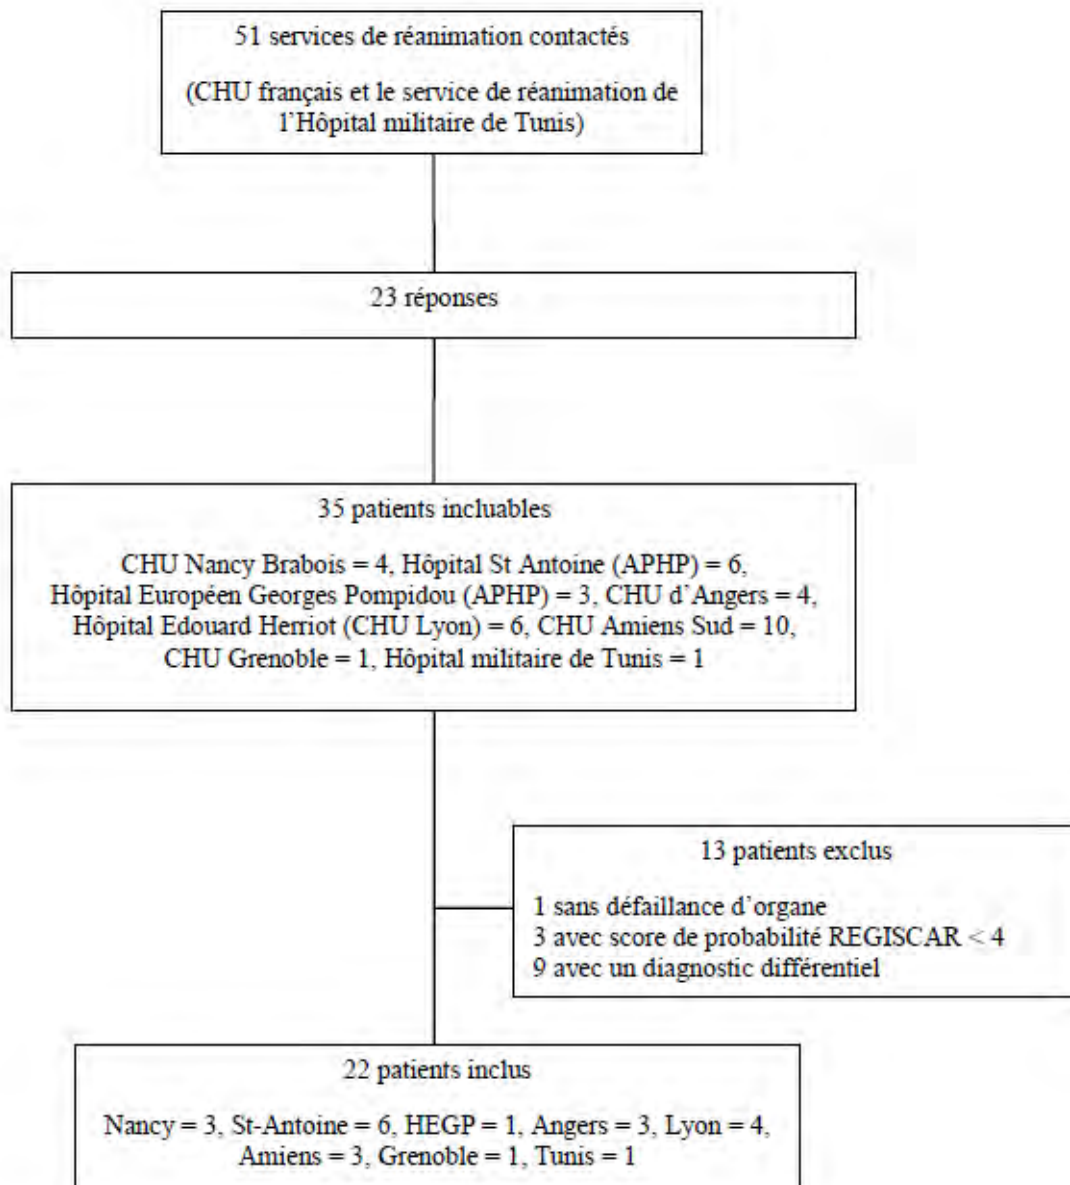 51 services de réanimation contactés
(CHU français et le service de réanimation de
l'Hôpital militaire de Tunis)
23 réponses
35 patients incluables
CHU Nancy Brabois = 4, Hôpital St Antoine (APHP) = 6,
Hôpital Européen Georges Pompidou (APHP) = 3, CHU d'Angers = 4,
Hôpital Edouard Herriot (CHU Lyon) = 6, CHU Amiens Sud = 10,
CHU Grenoble = 1, Hôpital militaire de Tunis = 1
13 patients exclus
1 sans défaillance d'organe
3 avec score de probabilité REGISCAR < 4
9 avec un diagnostic différentiel
22 patients inclus
Nancy = 3, St-Antoine = 6, HEGP = 1, Angers = 3, Lyon = 4,
Amiens = 3, Grenoble = 1, Tunis = 1